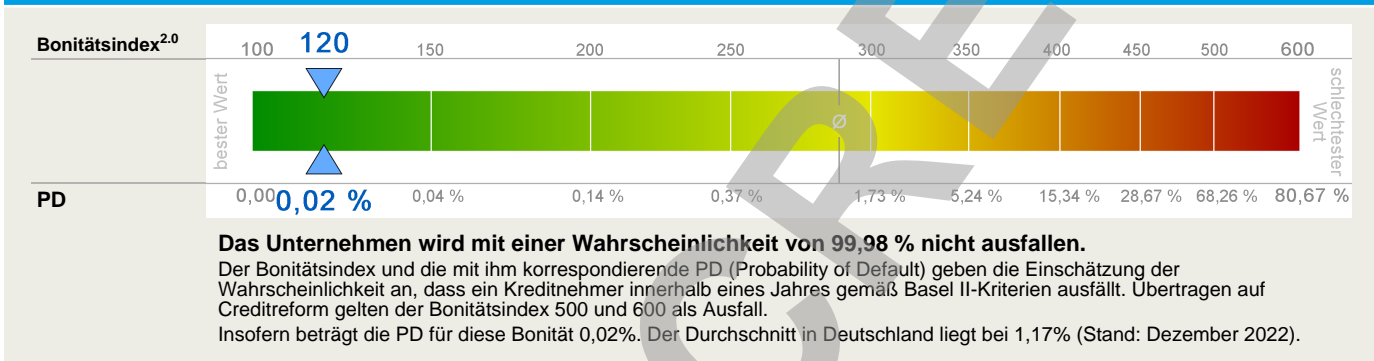 Bonitätsindex2.0
100 120 150 200 250 300 350 400 450 500 600
bester Wert
Ø
schlechtester
Wert
PD
0,00 0,02 % 0,04 % 0,14 % 0,37 % 1,73 % 5,24 % 15,34 % 28,67 % 68,26 % 80,67 %
Das Unternehmen wird mit einer Wahrscheinlichkeit von 99,98 % nicht ausfallen.
Der Bonitätsindex und die mit ihm korrespondierende PD (Probability of Default) geben die Einschätzung der
Wahrscheinlichkeit an, dass ein Kreditnehmer innerhalb eines Jahres gemäß Basel II-Kriterien ausfällt. Übertragen auf
Creditreform gelten der Bonitätsindex 500 und 600 als Ausfall.
Insofern beträgt die PD für diese Bonität 0,02%. Der Durchschnitt in Deutschland liegt bei 1,17% (Stand: Dezember 2022).
CRE